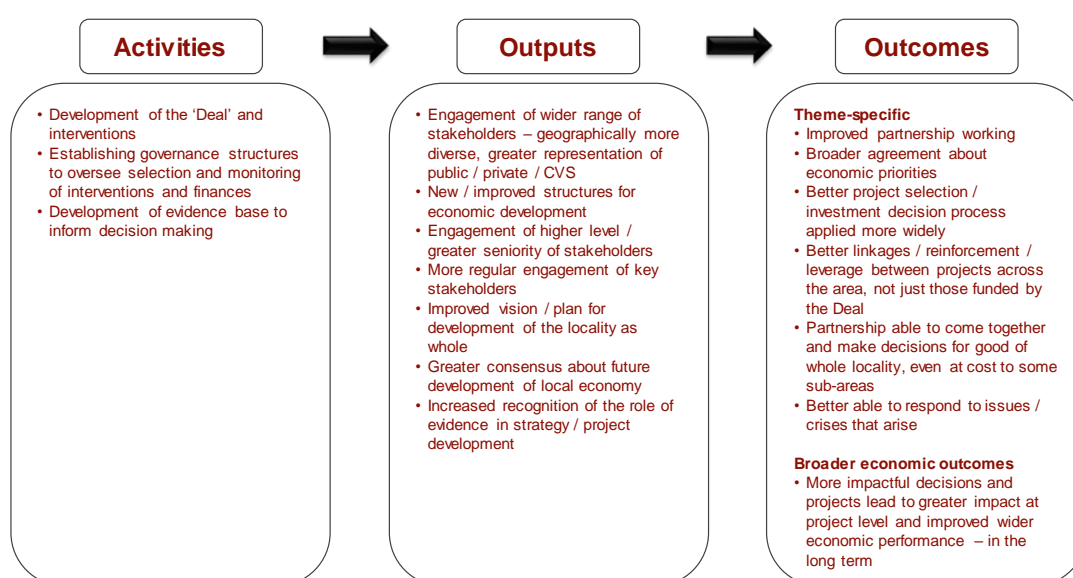 Activities
Outputs
Outcomes
• Development of the ‘Deal’ and
interventions
• Establishing governance structures
to oversee selection and monitoring
of interventions and finances
• Development of evidence base to
inform decision making
• Engagement of wider range of
stakeholders – geographically more
diverse, greater representation of
public / private / CVS
• New / improved structures for
economic development
• Engagement of higher level /
greater seniority of stakeholders
• More regular engagement of key
stakeholders
• Improved vision / plan for
development of the locality as
whole
• Greater consensus about future
development of local economy
• Increased recognition of the role of
evidence in strategy / project
development
Theme-specific
• Improved partnership working
• Broader agreement about
economic priorities
• Better project selection /
investment decision process
applied more widely
• Better linkages / reinforcement /
leverage between projects across
the area, not just those funded by
the Deal
• Partnership able to come together
and make decisions for good of
whole locality, even at cost to some
sub-areas
• Better able to respond to issues /
crises that arise
Broader economic outcomes
• More impactful decisions and
projects lead to greater impact at
project level and improved wider
economic performance – in the
long term